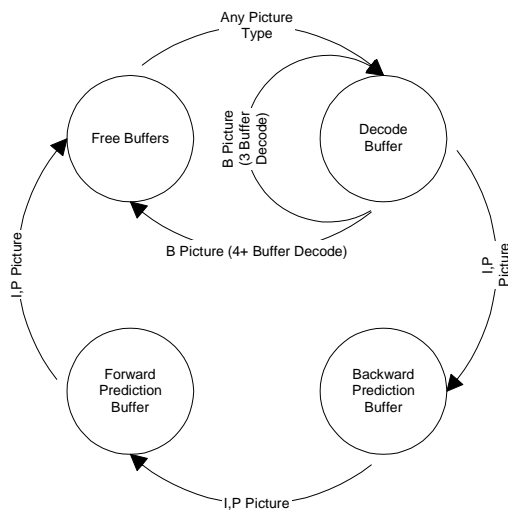 Any Picture
Type
Free Buffers
B Picture
(3 Buffer
Decode)
Decode
Buffer
B Picture (4+ Buffer Decode)
I,P Picture
I,P
Picture
Forward
Prediction
Buffer
Backward
Prediction
Buffer
I,P Picture